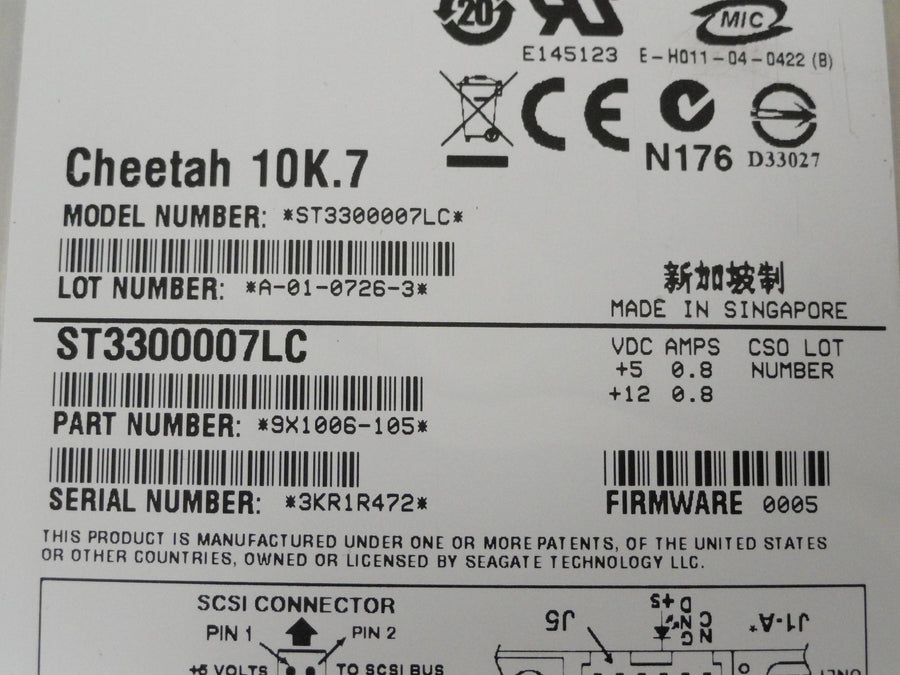 20
MIC
E145123 E-H011-04-0422 (B)
CE
N176 D33027
Cheetah 10K.7
MODEL NUMBER: *ST3300007LC*
LOT NUMBER: *A-01-0726-3*
新加坡制
MADE IN SINGAPORE
ST3300007LC
VDC AMPS CSO LOT
+5 0.8 NUMBER
+12 0.8
PART NUMBER: *9X1006-105*
SERIAL NUMBER: *3KR1R472*
FIRMWARE 0005
THIS PRODUCT IS MANUFACTURED UNDER ONE OR MORE PATENTS, OF THE UNITED STATES
OR OTHER COUNTRIES, OWNED OR LICENSED BY SEAGATE TECHNOLOGY LLC.
SCSI CONNECTOR
PIN 1 PIN 2
+5 VOLTS TO SCSI BUS
J5
J1-A*